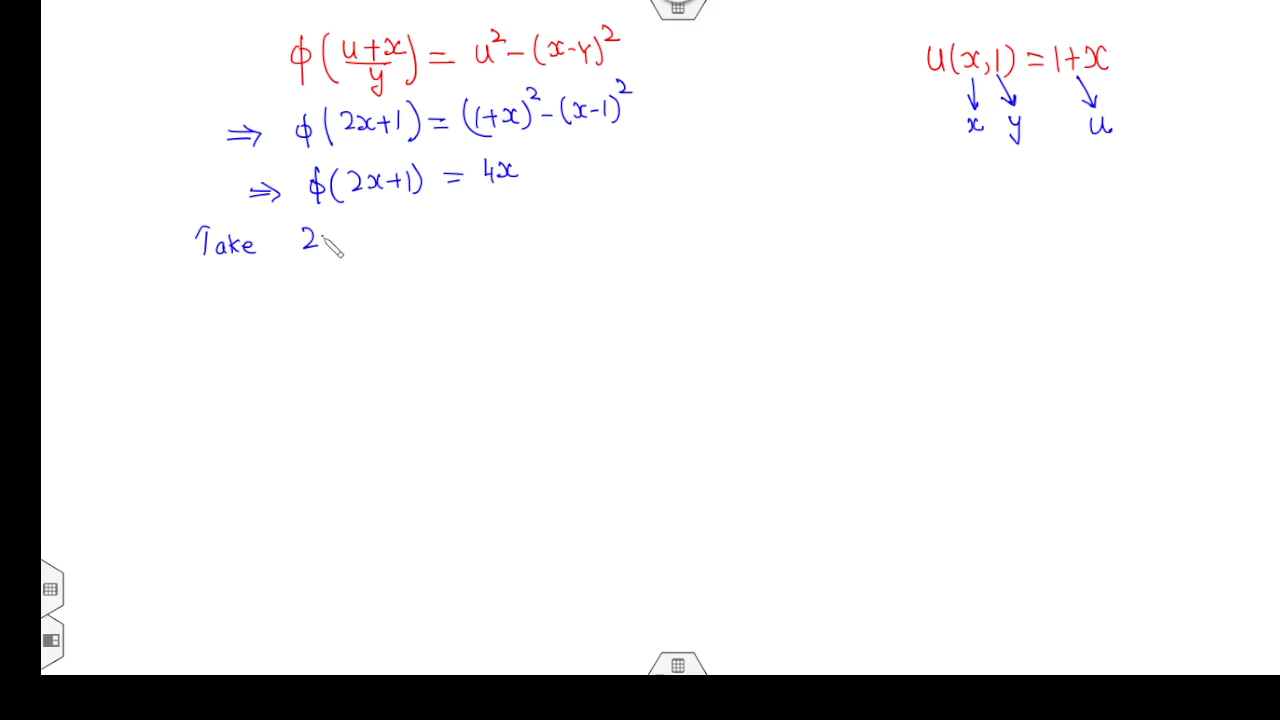 ϕ((u+x)/y) = u² - (x-y)²
u(x,1) = 1+x
x y u
⇒ ϕ(2x+1) = (1+x)² - (x-1)²
⇒ ϕ(2x+1) = 4x
Take 2